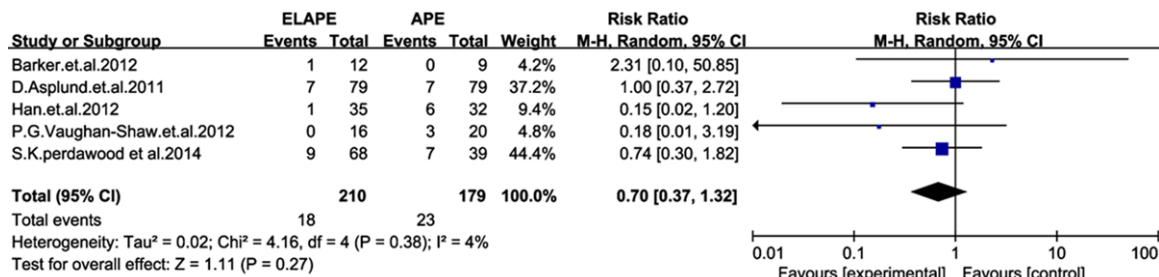 ELAPE APE Risk Ratio Risk Ratio
Study or Subgroup Events Total Events Total Weight M-H, Random, 95% CI M-H, Random, 95% CI
Barker.et.al.2012 1 12 0 9 4.2% 2.31 [0.10, 50.85]
D.Asplund.et.al.2011 7 79 7 79 37.2% 1.00 [0.37, 2.72]
Han.et.al.2012 1 35 6 32 9.4% 0.15 [0.02, 1.20]
P.G.Vaughan-Shaw.et.al.2012 0 16 3 20 4.8% 0.18 [0.01, 3.19]
S.K.perdawood et al.2014 9 68 7 39 44.4% 0.74 [0.30, 1.82]
Total (95% CI) 210 179 100.0% 0.70 [0.37, 1.32]
Total events 18 23
Heterogeneity: Tau² = 0.02; Chi² = 4.16, df = 4 (P = 0.38); I² = 4%
Test for overall effect: Z = 1.11 (P = 0.27)
0.01 0.1 1 10 100
Favours [experimental] Favours [control]